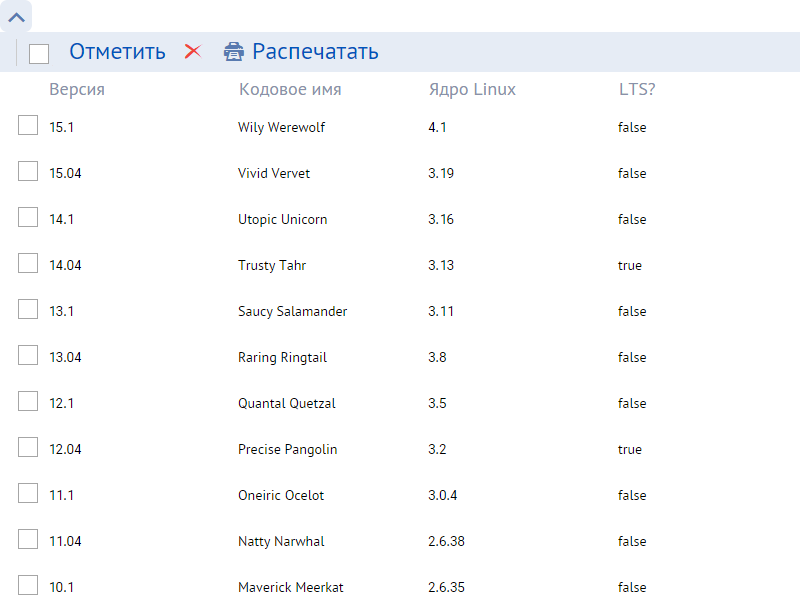 Отметить Распечатать
Версия Кодовое имя Ядро Linux LTS?
15.1 Wily Werewolf 4.1 false
15.04 Vivid Vervet 3.19 false
14.1 Utopic Unicorn 3.16 false
14.04 Trusty Tahr 3.13 true
13.1 Saucy Salamander 3.11 false
13.04 Raring Ringtail 3.8 false
12.1 Quantal Quetzal 3.5 false
12.04 Precise Pangolin 3.2 true
11.1 Oneiric Ocelot 3.0.4 false
11.04 Natty Narwhal 2.6.38 false
10.1 Maverick Meerkat 2.6.35 false